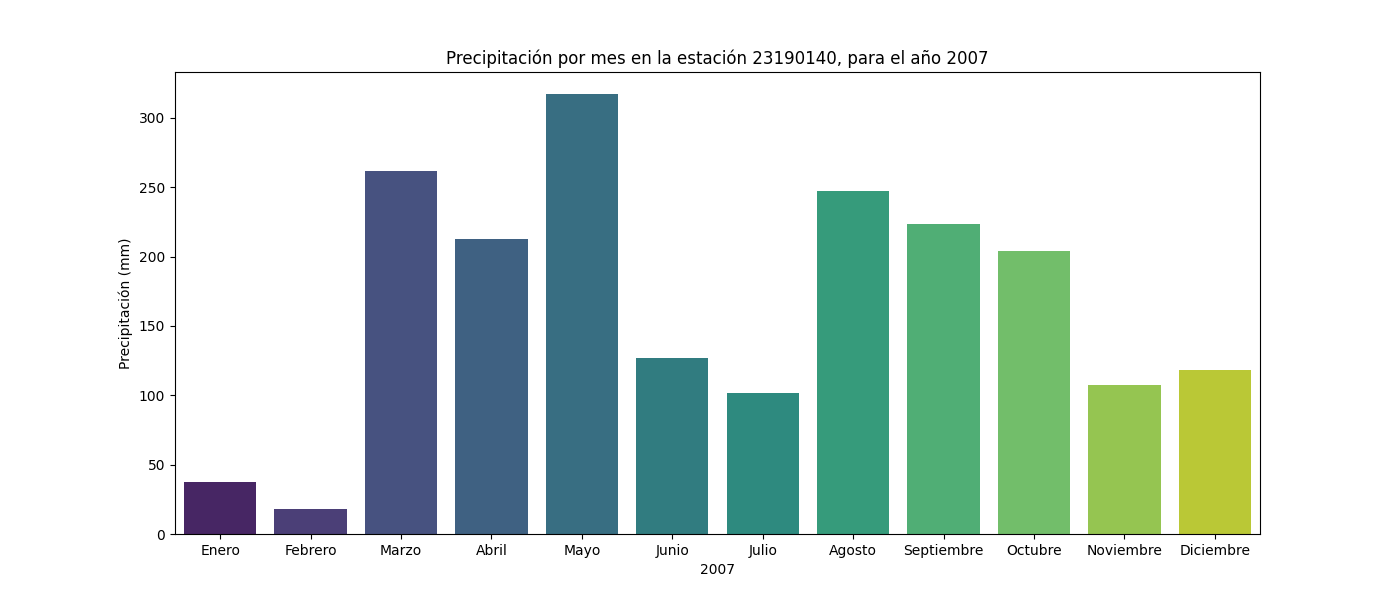 Precipitación por mes en la estación 23190140, para el año 2007
Precipitación (mm)
300
250
200
150
100
50
0
Enero Febrero Marzo Abril Mayo Junio Julio Agosto Septiembre Octubre Noviembre Diciembre
2007